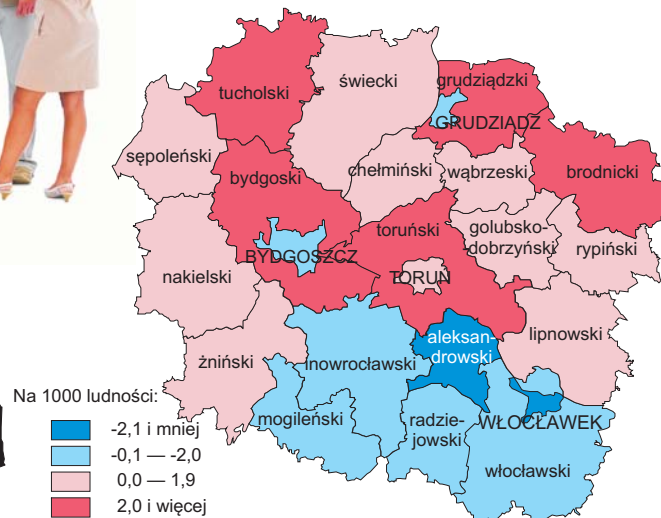 świecki
grudziądzki
tucholski
GRUDZIĄDZ
sępoleński
chełmiński
wąbrzeski
brodnicki
bydgoski
toruński
golubsko-
-dobrzyński
rypiński
BYDGOSZCZ
nakielski
TORUŃ
aleksan-
drowski
lipnowski
żniński
inowrocławski
mogileński
radzie-
jowski
WŁOCŁAWEK
włocławski
Na 1000 ludności:
-2,1 i mniej
-0,1 — -2,0
0,0 — 1,9
2,0 i więcej